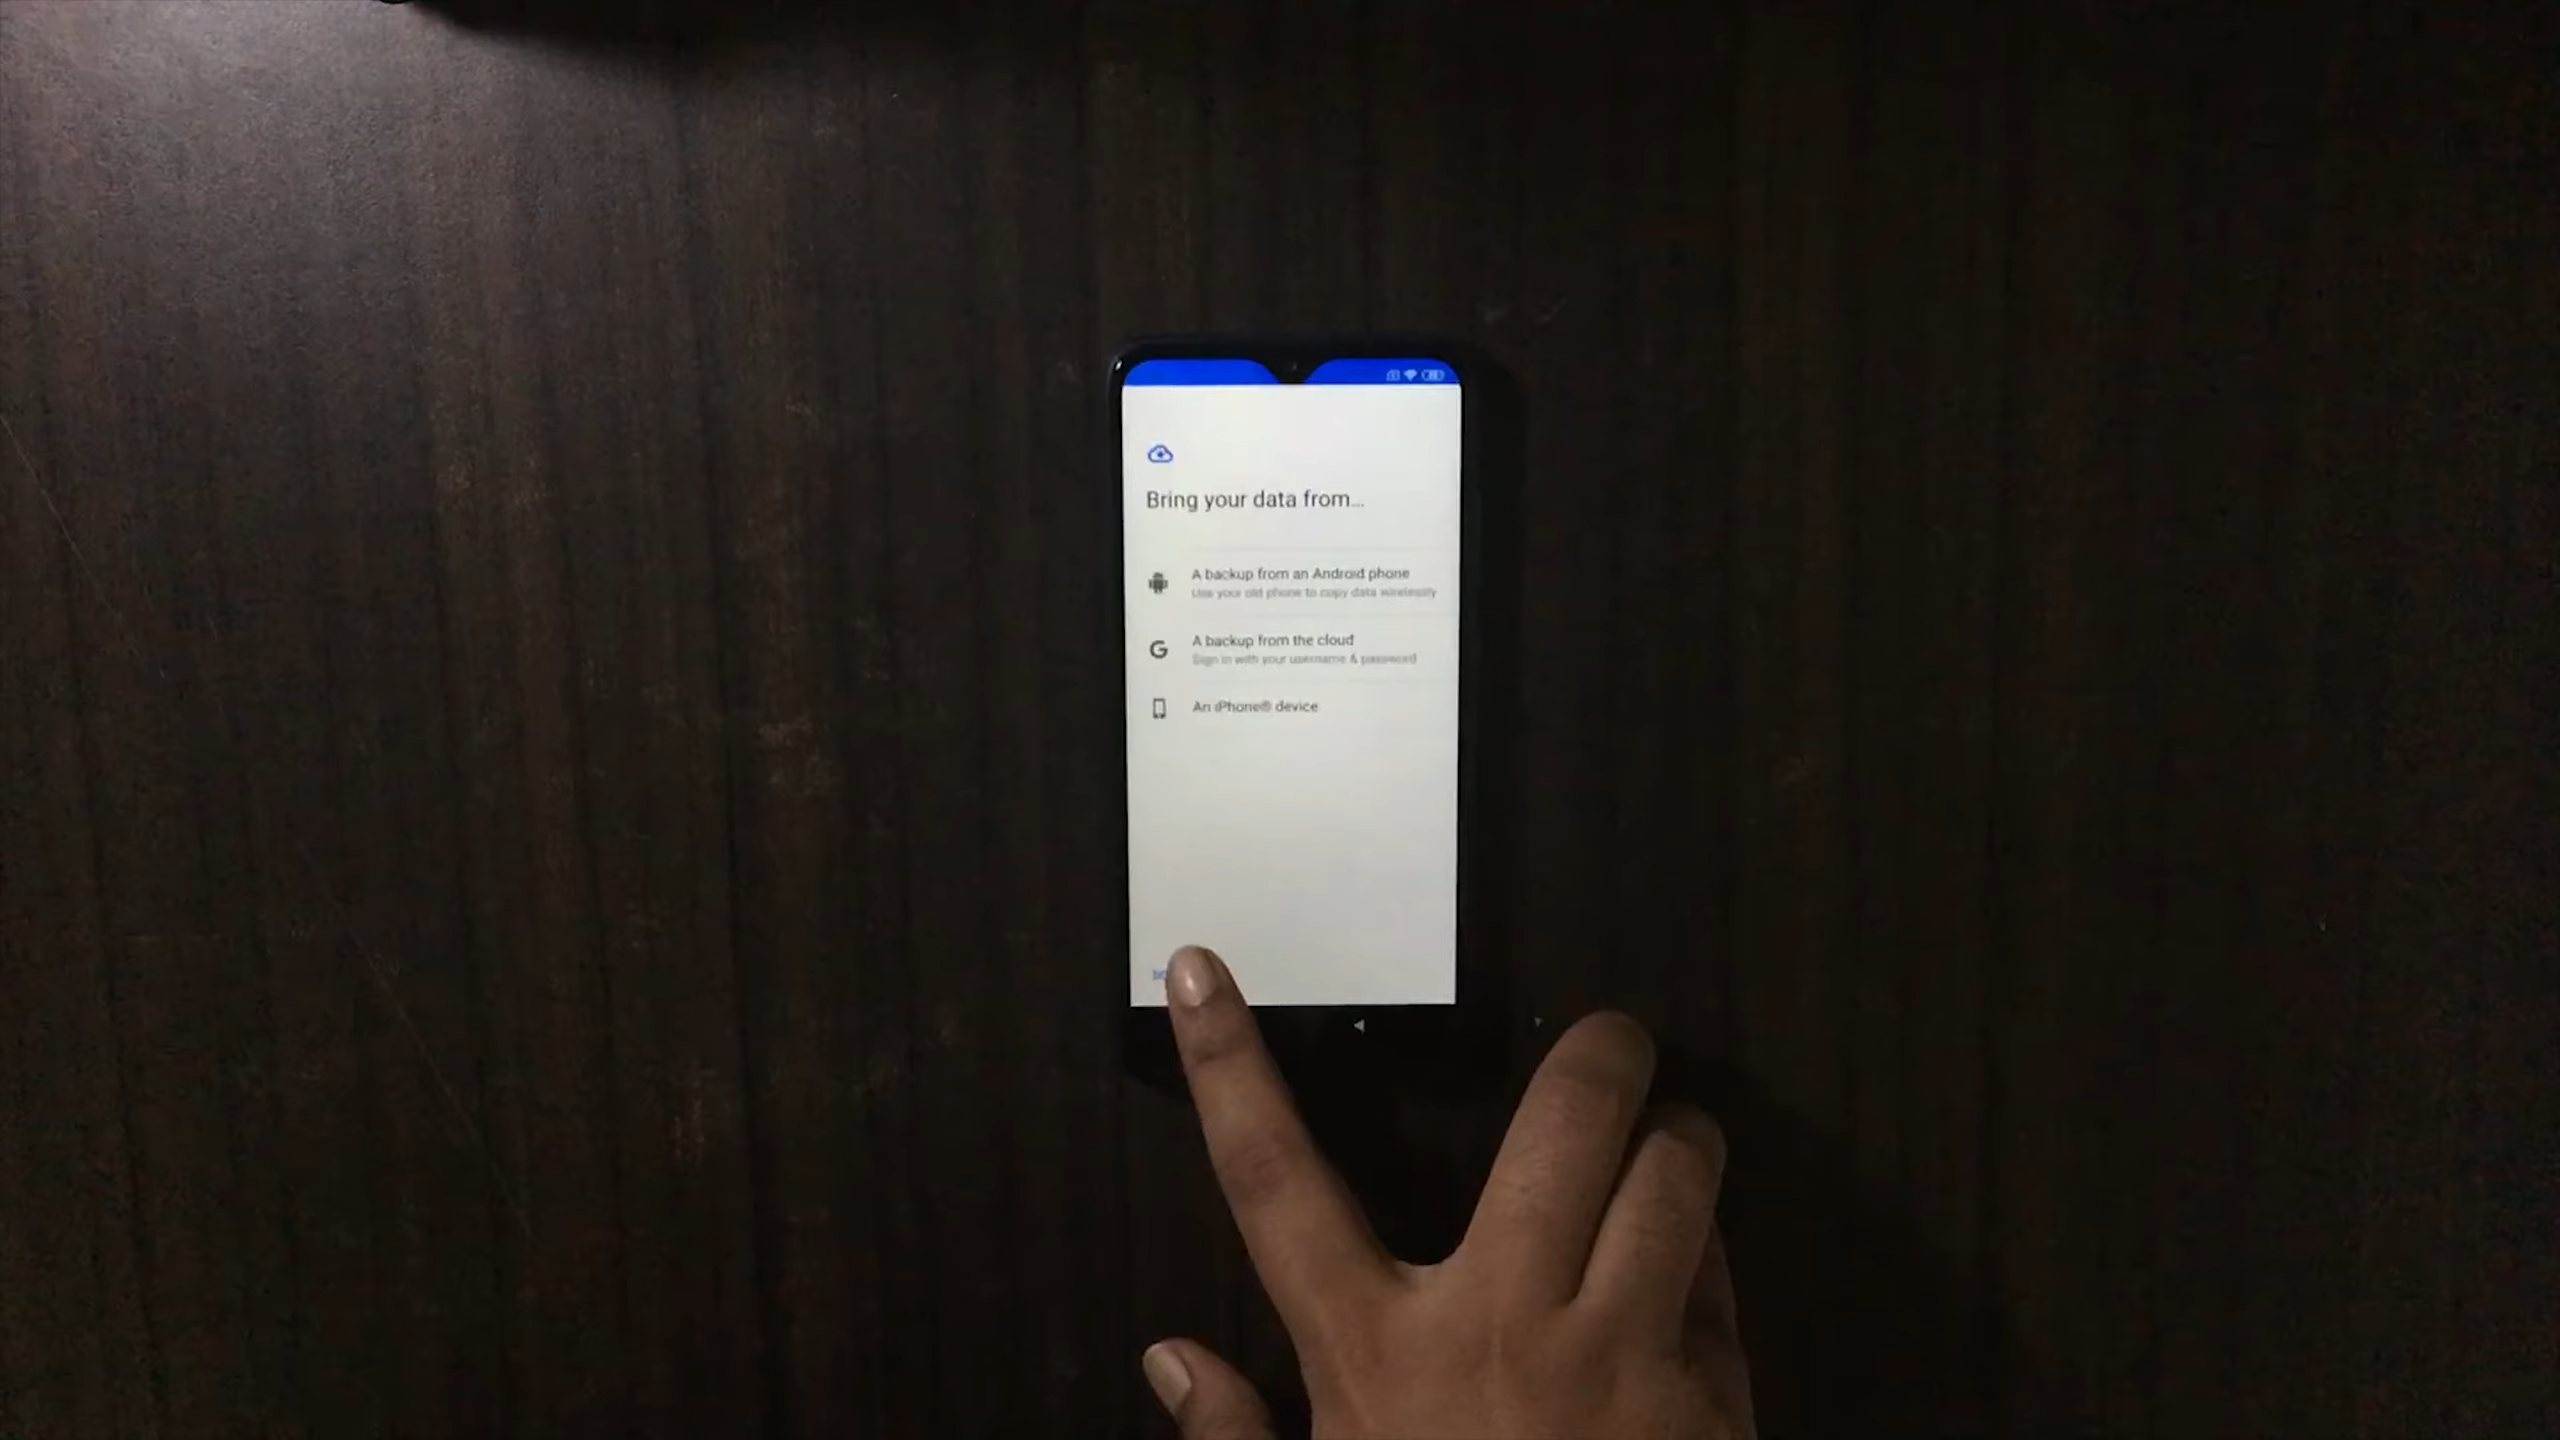 Bring your data from...
A backup from an Android phone
Use your old phone to copy data wirelessly
A backup from the cloud
Sign in with your username & password
An iPhone® device